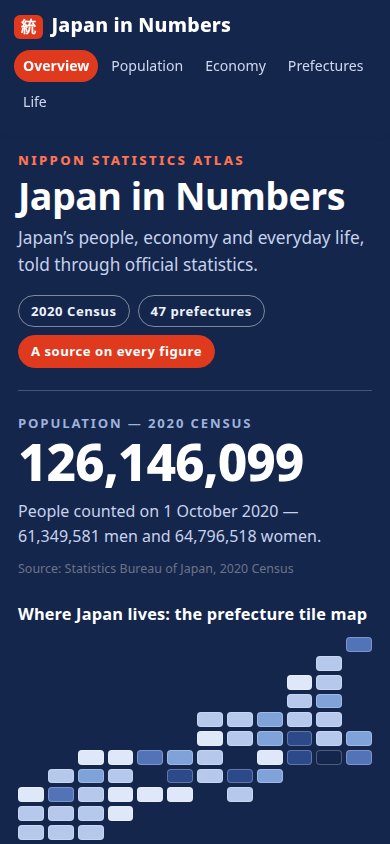 統 Japan in Numbers
Overview Population Economy Prefectures
Life
NIPPON STATISTICS ATLAS
Japan in Numbers
Japan’s people, economy and everyday life,
told through official statistics.
2020 Census 47 prefectures
A source on every figure
POPULATION — 2020 CENSUS
126,146,099
People counted on 1 October 2020 —
61,349,581 men and 64,796,518 women.
Source: Statistics Bureau of Japan, 2020 Census
Where Japan lives: the prefecture tile map